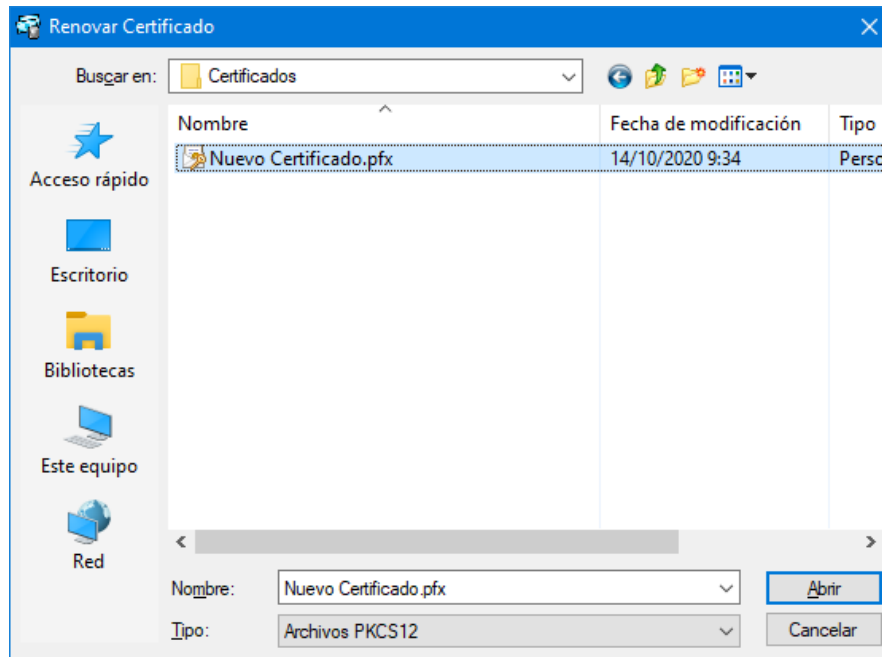 Renovar Certificado
Buscar en: Certificados
Nombre Fecha de modificación Tipo
Nuevo Certificado.pfx 14/10/2020 9:34
Acceso rápido
Escritorio
Bibliotecas
Este equipo
Red
Nombre: Nuevo Certificado.pfx Abrir
Tipo: Archivos PKCS12 Cancelar